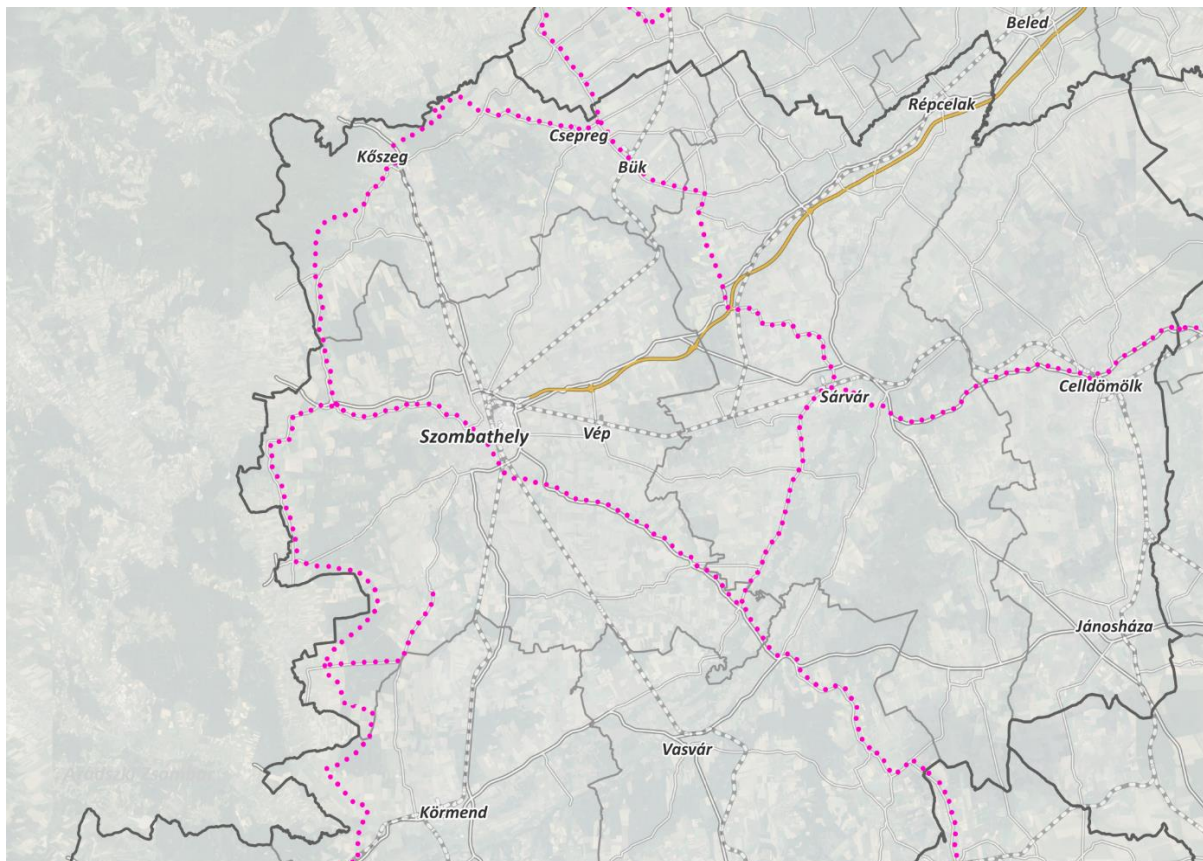 Beled
Répcelak
Csepreg
Kőszeg
Bük
Celldömölk
Sárvár
Szombathely
Vép
Jánosháza
Vasvár
Körmend